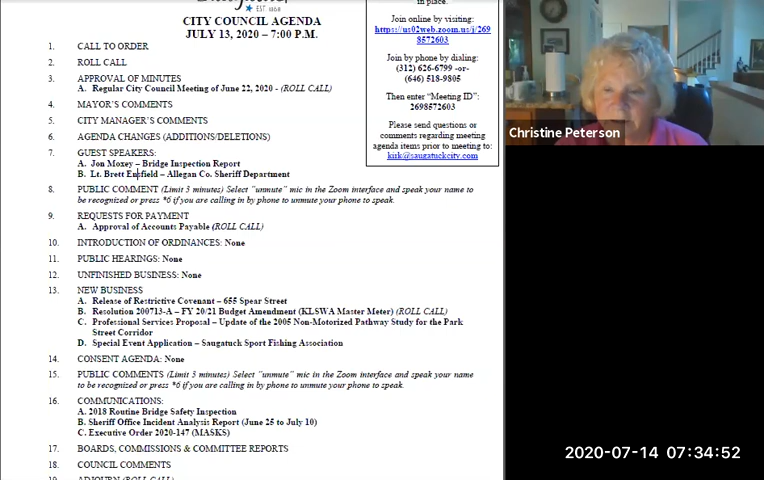 EST. 1868
CITY COUNCIL AGENDA
JULY 13, 2020 – 7:00 P.M.
1. CALL TO ORDER
2. ROLL CALL
3. APPROVAL OF MINUTES
A. Regular City Council Meeting of June 22, 2020 - (ROLL CALL)
4. MAYOR'S COMMENTS
5. CITY MANAGER'S COMMENTS
6. AGENDA CHANGES (ADDITIONS/DELETIONS)
7. GUEST SPEAKERS:
A. Jon Moxey – Bridge Inspection Report
B. Lt. Brett Ensfield – Allegan Co. Sheriff Department
8. PUBLIC COMMENT (Limit 3 minutes) Select "unmute" mic in the Zoom interface and speak your name to
be recognized or press *6 if you are calling in by phone to unmute your phone to speak.
9. REQUESTS FOR PAYMENT
A. Approval of Accounts Payable (ROLL CALL)
10. INTRODUCTION OF ORDINANCES: None
11. PUBLIC HEARINGS: None
12. UNFINISHED BUSINESS: None
13. NEW BUSINESS
A. Release of Restrictive Covenant – 655 Spear Street
B. Resolution 200713-A – FY 20/21 Budget Amendment (KLSWA Master Meter) (ROLL CALL)
C. Professional Services Proposal – Update of the 2005 Non-Motorized Pathway Study for the Park
Street Corridor
D. Special Event Application – Saugatuck Sport Fishing Association
14. CONSENT AGENDA: None
15. PUBLIC COMMENTS (Limit 3 minutes) Select "unmute" mic in the Zoom interface and speak your name
to be recognized or press *6 if you are calling in by phone to unmute your phone to speak.
16. COMMUNICATIONS:
A. 2018 Routine Bridge Safety Inspection
B. Sheriff Office Incident Analysis Report (June 25 to July 10)
C. Executive Order 2020-147 (MASKS)
17. BOARDS, COMMISSIONS & COMMITTEE REPORTS
18. COUNCIL COMMENTS
19. ADJOURN (ROLL CALL)
in place.
Join online by visiting:
https://us02web.zoom.us/j/269
8572603
Join by phone by dialing:
(312) 626-6799 -or-
(646) 518-9805
Then enter "Meeting ID":
2698572603
Please send questions or
comments regarding meeting
agenda items prior to meeting to:
kirk@saugatuckcity.com
Christine Peterson
2020-07-14 07:34:52